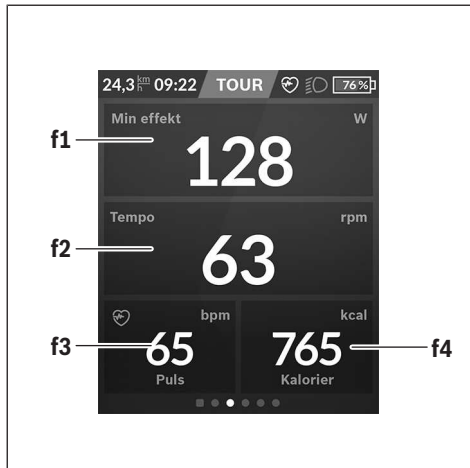 24,3 km/h 09:22 TOUR 76 %
Min effekt W
f1
128
Tempo rpm
f2
63
bpm kcal
f3 65 765 f4
Puls Kalorier